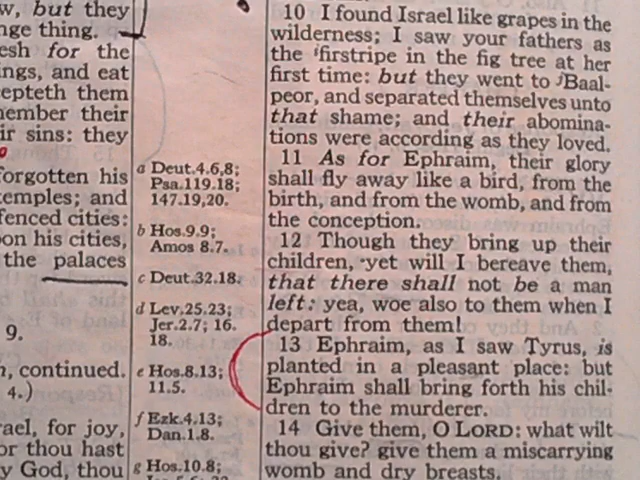 w, but they
nge thing.
esh for the
ings, and eat
epteth them
member their
ir sins: they
forgotten his
temples; and
fenced cities:
on his cities,
the palaces
9.
, continued.
4.)
ael, for joy,
or thou hast
y God, thou
a Deut.4.6,8;
Psa.119.18;
147.19,20.
b Hos.9.9;
Amos 8.7.
c Deut.32.18.
d Lev.25.23;
Jer.2.7; 16.
18.
e Hos.8.13;
11.5.
f Ezk.4.13;
Dan.1.8.
g Hos.10.8;
10 I found Israel like grapes in the
wilderness; I saw your fathers as
the ifirstripe in the fig tree at her
first time: but they went to jBaal-
peor, and separated themselves unto
that shame; and their abomina-
tions were according as they loved.
11 As for Ephraim, their glory
shall fly away like a bird, from the
birth, and from the womb, and from
the conception.
12 Though they bring up their
children, yet will I bereave them,
that there shall not be a man
left: yea, woe also to them when I
depart from them!
13 Ephraim, as I saw Tyrus, is
planted in a pleasant place: but
Ephraim shall bring forth his chil-
dren to the murderer.
14 Give them, O LORD: what wilt
thou give? give them a miscarrying
womb and dry breasts.